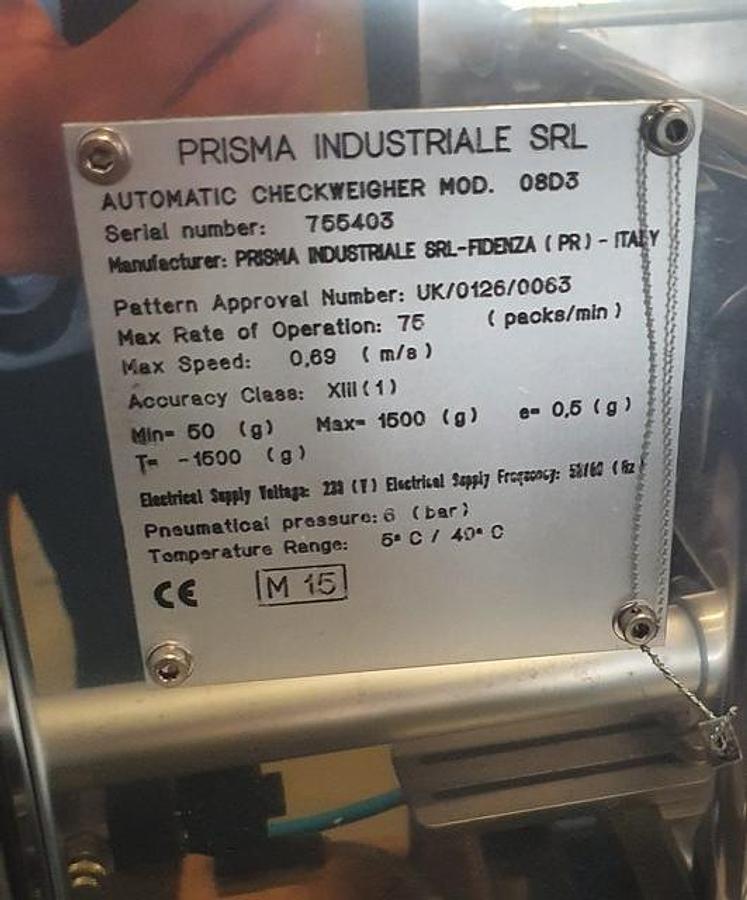 PRISMA INDUSTRIALE SRL
AUTOMATIC CHECKWEIGHER MOD. 08D3
Serial number: 755403
Manufacturer: PRISMA INDUSTRIALE SRL-FIDENZA (PR) - ITALY
Pattern Approval Number: UK/0126/0063
Max Rate of Operation: 75 (packs/min)
Max Speed: 0,69 (m/s)
Accuracy Class: XIII(1)
Min= 50 (g) Max= 1500 (g) e= 0,5 (g)
T= -1500 (g)
Electrical Supply Voltage: 230 (V) Electrical Supply Frequency: 50/60 (Hz)
Pneumatical pressure: 6 (bar)
Temperature Range: 5° C / 40° C
CE M 15